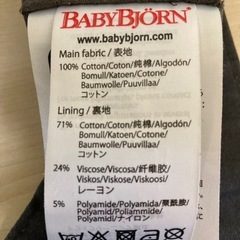 BABYBJÖRN
www.babybjorn.com
Main fabric / 表地
100% Cotton/Coton/純棉/Algodón/
Bomull/Katoen/Cotone/
Baumwolle/Puuvillaa/
コットン
Lining / 裏地
71% Cotton/Coton/純棉/Algodón/
Bomull/Katoen/Cotone/
Baumwolle/Puuvillaa/
コットン
24% Viscose/Viscosa/纤维胶/
Viskos/Viskose/Viskoosi/
レーヨン
5% Polyamide/Polyamida/聚酰胺/
Polyamid/Poliammide/
Polyamidi/ナイロン